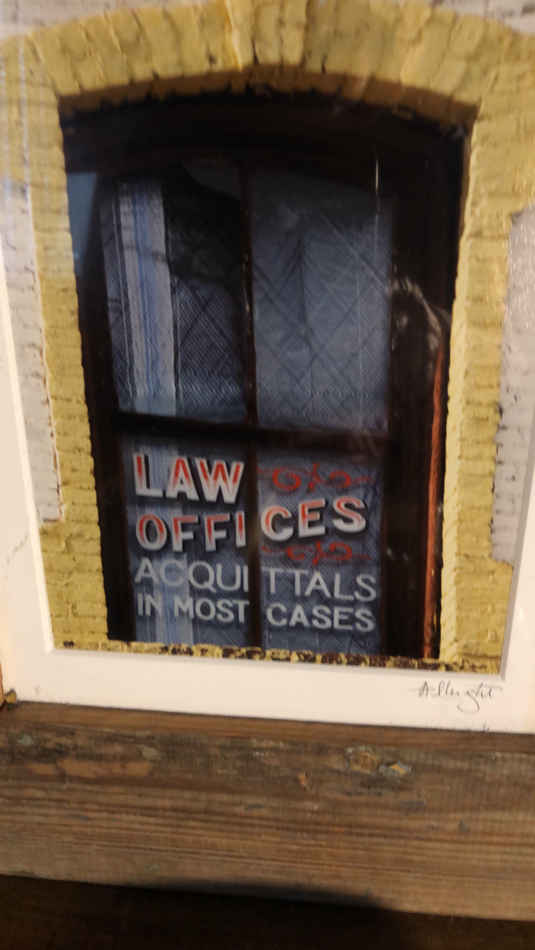 LAW
OFFICES
ACQUITTALS
IN MOST CASES